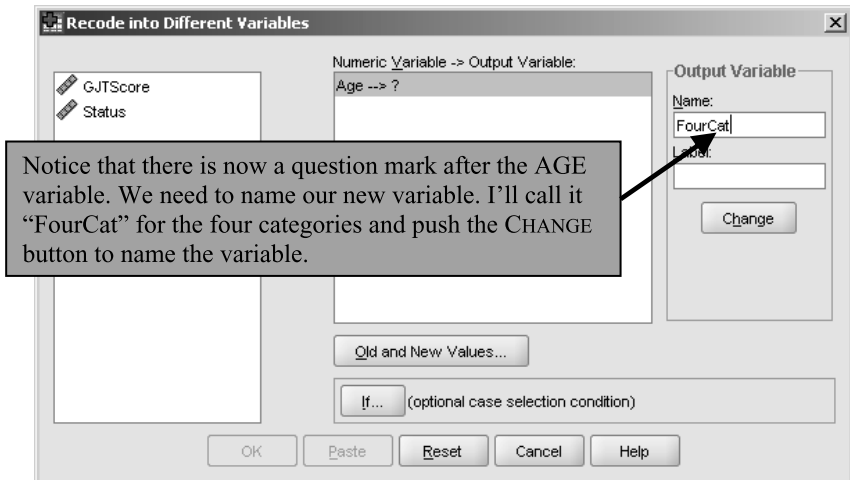 Recode into Different Variables
GJTScore
Status
Numeric Variable -> Output Variable:
Age --> ?
Output Variable
Name:
FourCat
Label:
Change
Notice that there is now a question mark after the AGE
variable. We need to name our new variable. I'll call it
“FourCat” for the four categories and push the CHANGE
button to name the variable.
Old and New Values...
If... (optional case selection condition)
OK Paste Reset Cancel Help